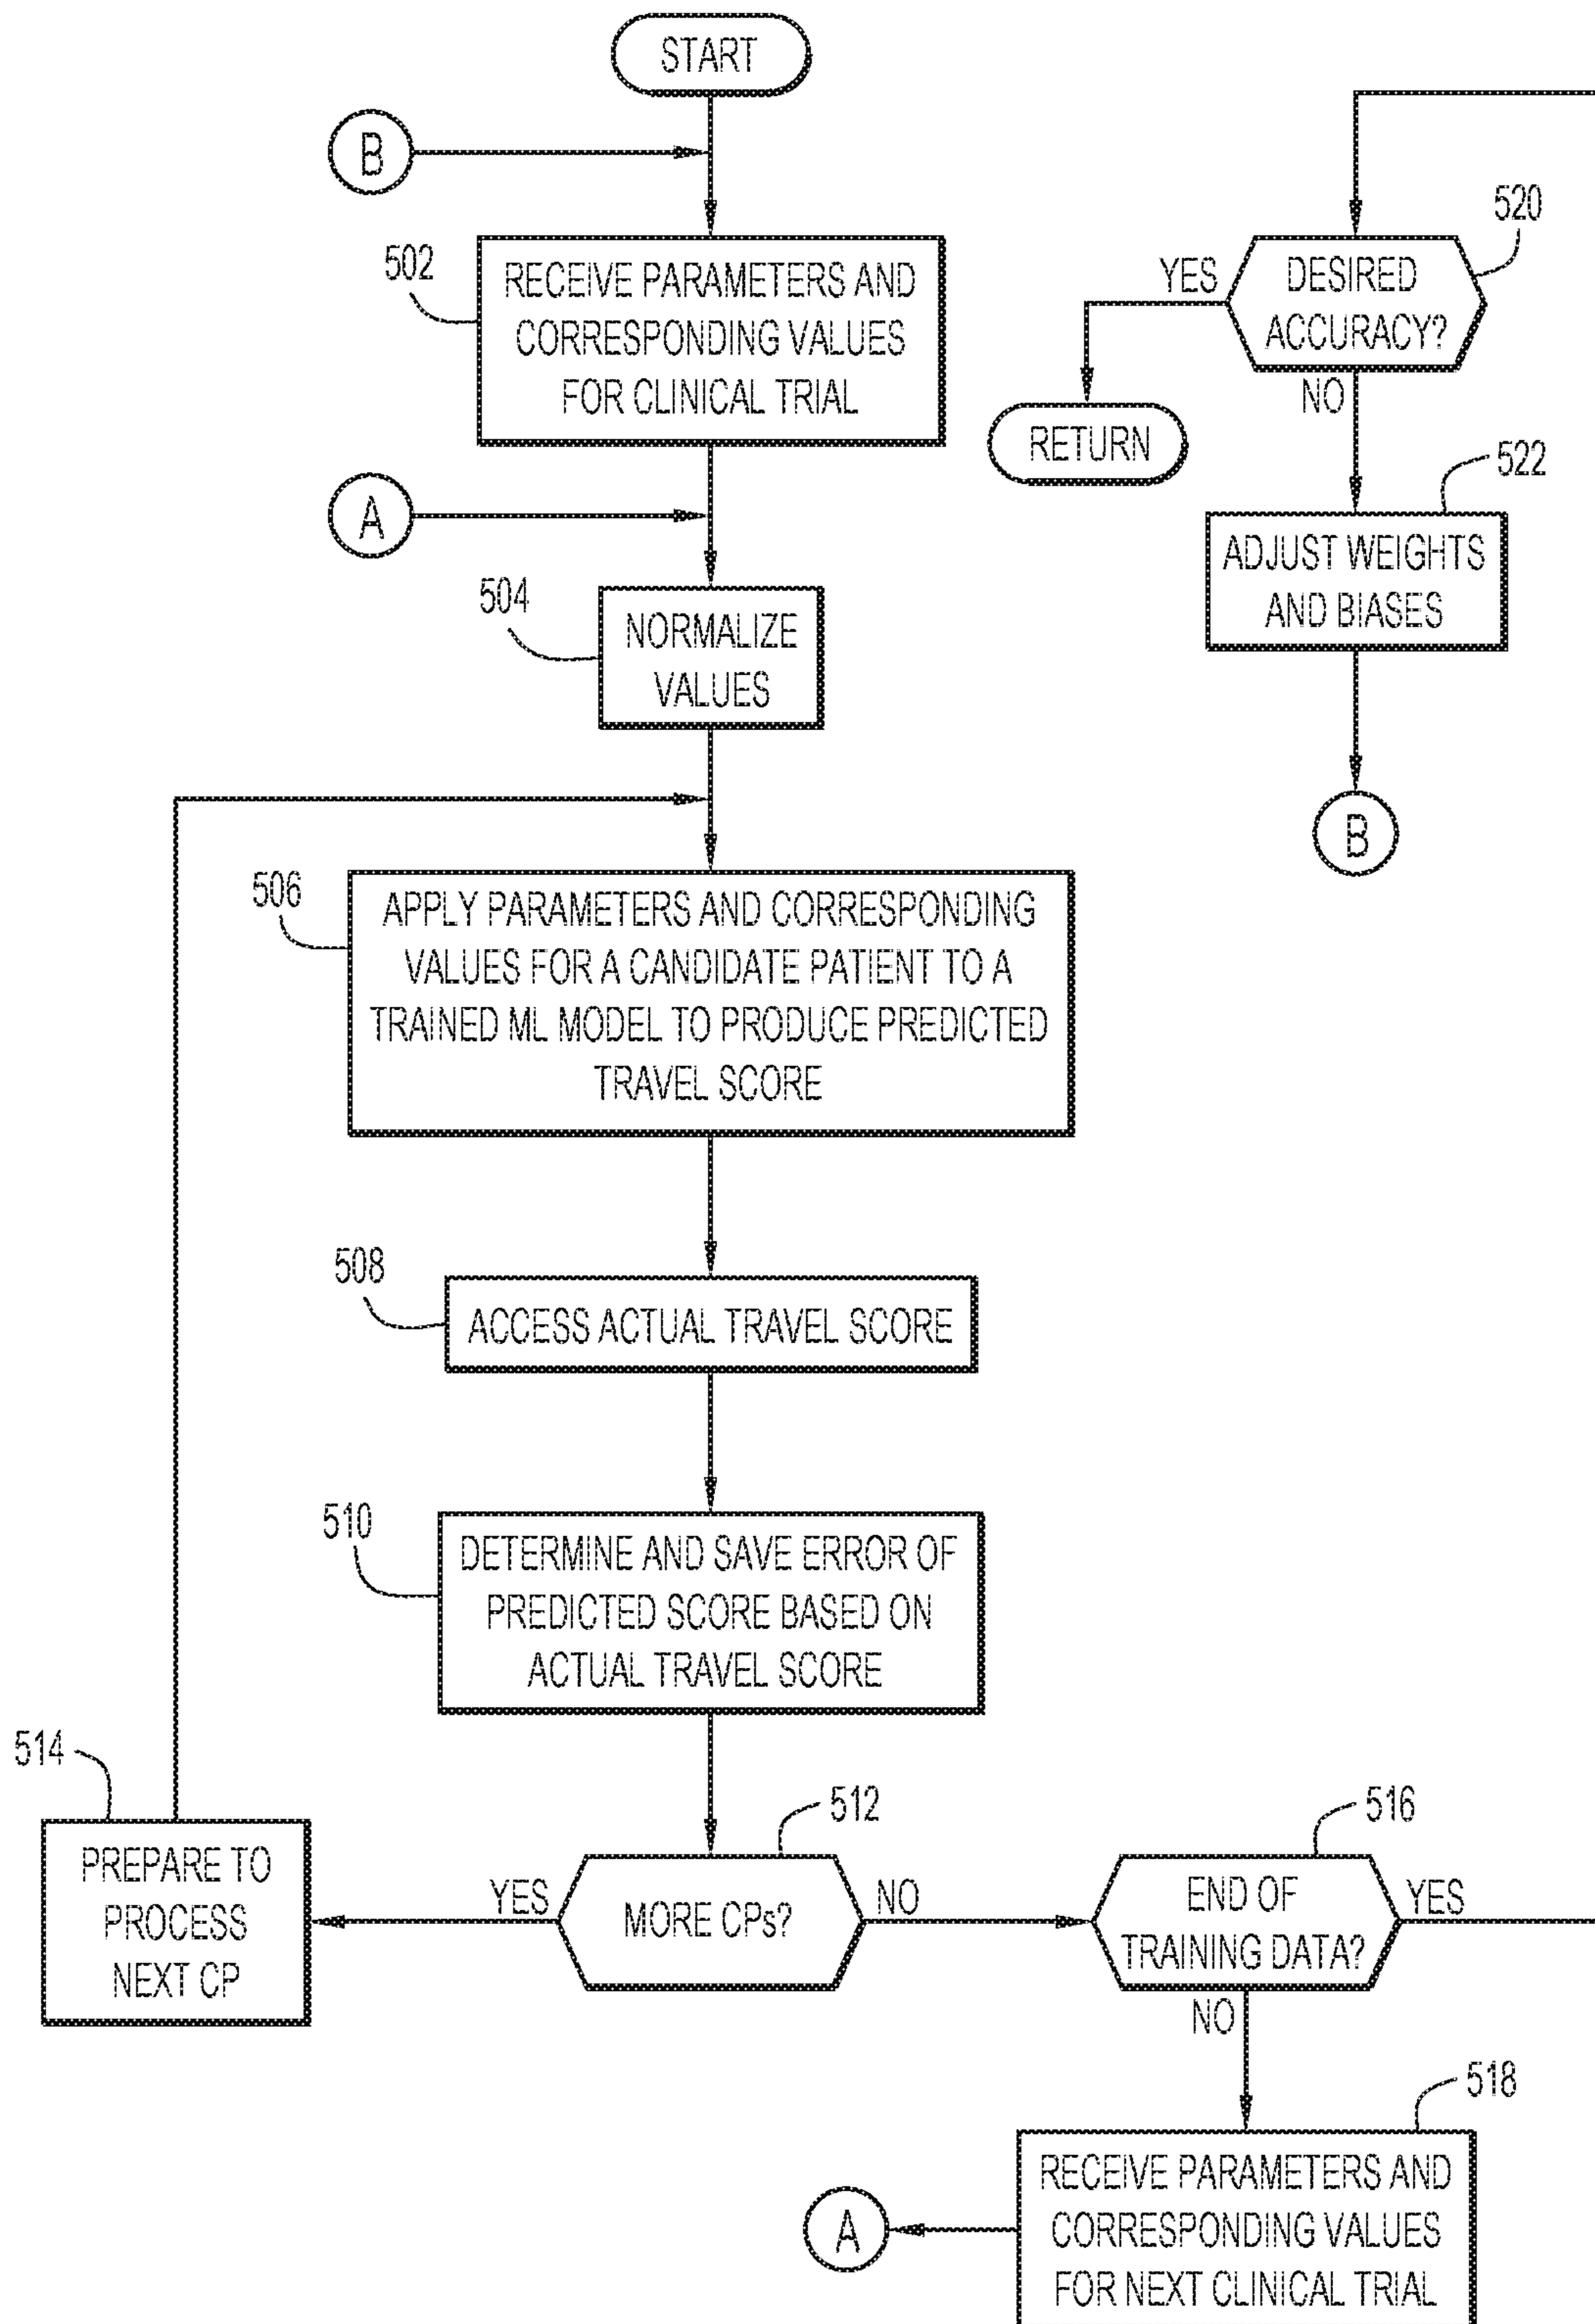 START
B
502
RECEIVE PARAMETERS AND
CORRESPONDING VALUES
FOR CLINICAL TRIAL
A
504
NORMALIZE
VALUES
506
APPLY PARAMETERS AND CORRESPONDING
VALUES FOR A CANDIDATE PATIENT TO A
TRAINED ML MODEL TO PRODUCE PREDICTED
TRAVEL SCORE
508
ACCESS ACTUAL TRAVEL SCORE
510
DETERMINE AND SAVE ERROR OF
PREDICTED SCORE BASED ON
ACTUAL TRAVEL SCORE
512
MORE CPs?
YES
NO
514
PREPARE TO
PROCESS
NEXT CP
516
END OF
TRAINING DATA?
YES
NO
518
RECEIVE PARAMETERS AND
CORRESPONDING VALUES
FOR NEXT CLINICAL TRIAL
A
520
DESIRED
ACCURACY?
YES
NO
RETURN
522
ADJUST WEIGHTS
AND BIASES
B